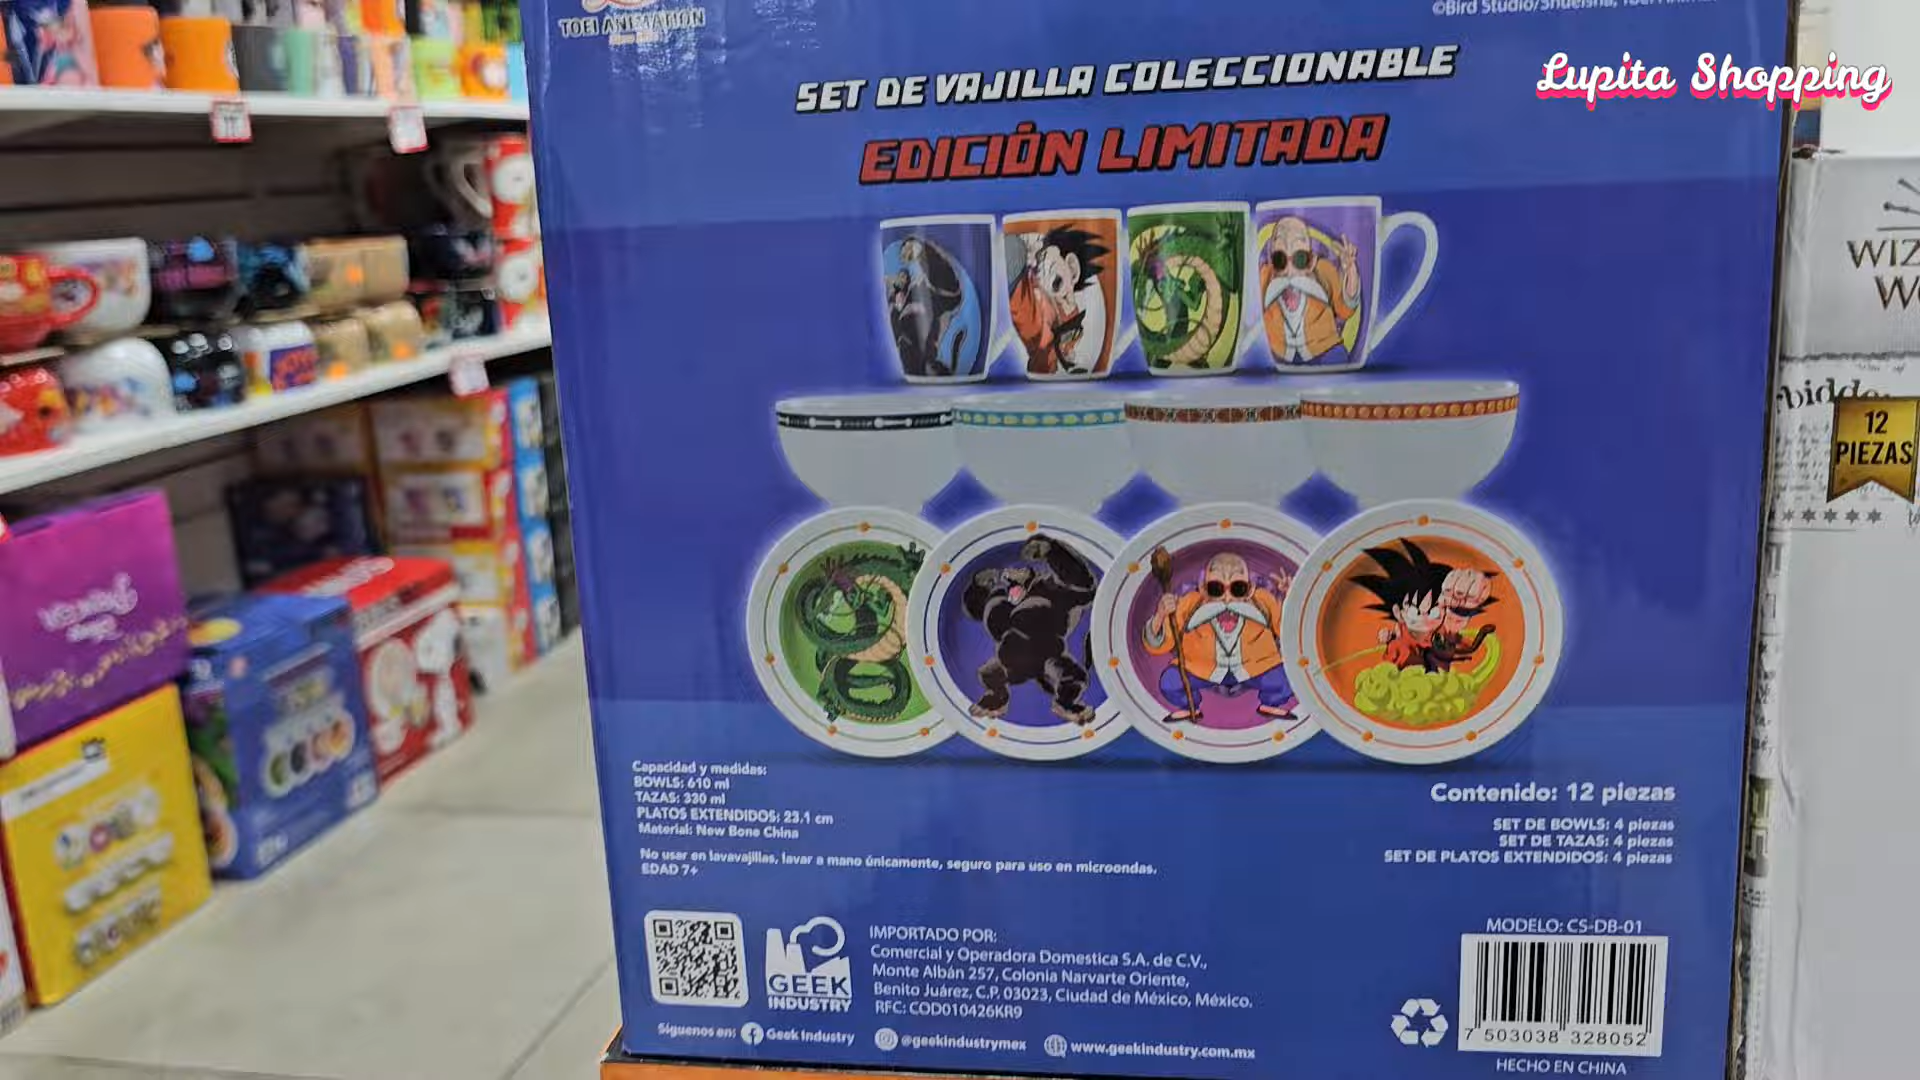 TOEI ANIMATION
©Bird Studio/Shueisha,
Lupita Shopping
SET DE VAJILLA COLECCIONABLE
EDICIÓN LIMITADA
12
PIEZAS
Capacidad y medidas:
BOWLS: 610 ml
TAZAS: 330 ml
PLATOS EXTENDIDOS: 23.1 cm
Material: New Bone China
No usar en lavavajillas, lavar a mano únicamente, seguro para uso en microondas.
EDAD 7+
Contenido: 12 piezas
SET DE BOWLS: 4 piezas
SET DE TAZAS: 4 piezas
SET DE PLATOS EXTENDIDOS: 4 piezas
GEEK
INDUSTRY
IMPORTADO POR:
Comercial y Operadora Domestica S.A. de C.V.,
Monte Albán 257, Colonia Narvarte Oriente,
Benito Juárez, C.P. 03023, Ciudad de México, México.
RFC: COD010426KR9
Síguenos en: Geek Industry @geekindustrymex www.geekindustry.com.mx
MODELO: CS-DB-01
7 503038 328052
HECHO EN CHINA